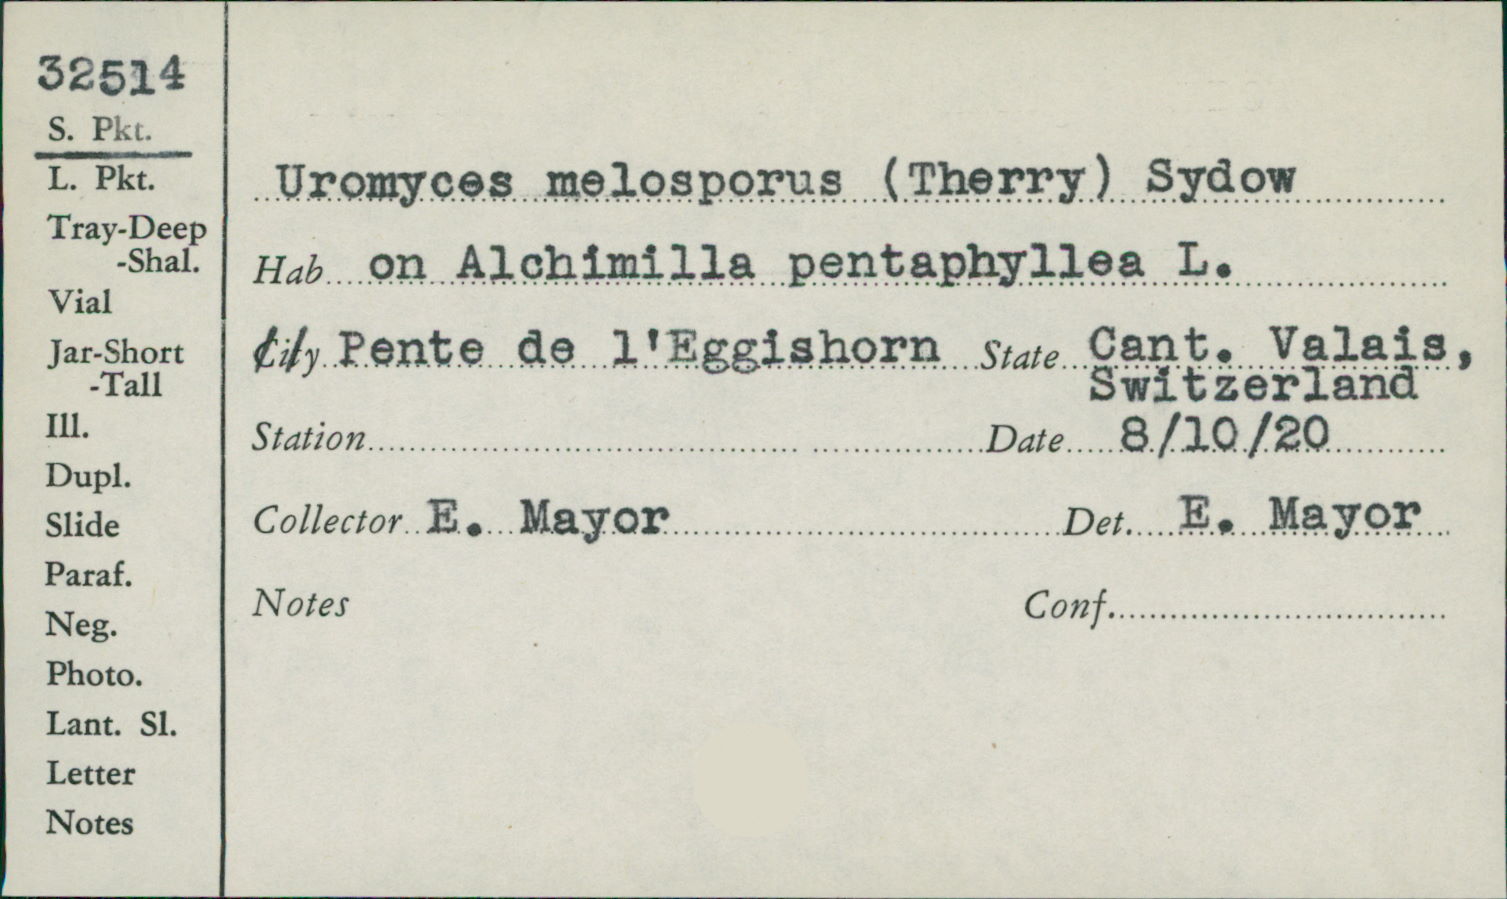 32514
S. Pkt.
L. Pkt.
Tray-Deep
-Shal.
Vial
Jar-Short
-Tall
Ill.
Dupl.
Slide
Paraf.
Neg.
Photo.
Lant. Sl.
Letter
Notes
Uromyces melosporus (Therry) Sydow
Hab on Alchimilla pentaphyllea L.
City Pente de l'Eggishorn State Cant. Valais,
Switzerland
Station Date 8/10/20
Collector E. Mayor Det. E. Mayor
Notes Conf.